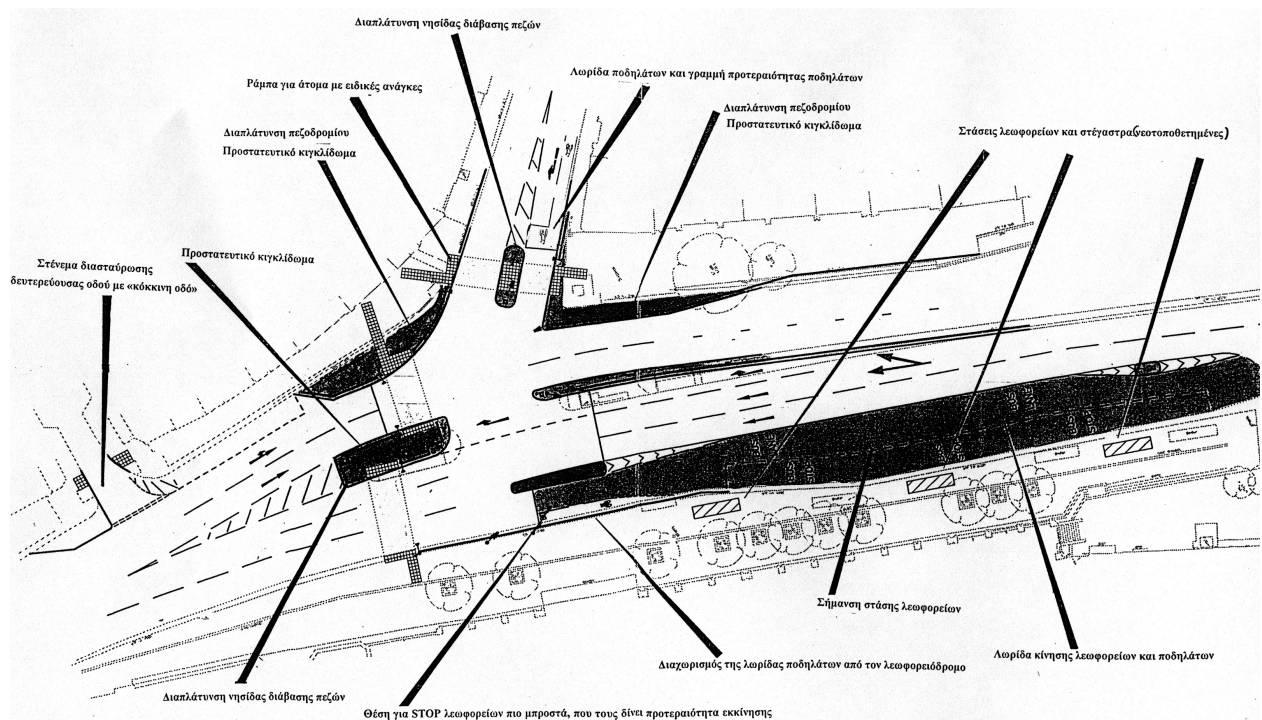 Διαπλάτυνση νησίδας διάβασης πεζών
Λωρίδα ποδηλάτων και γραμμή προτεραιότητας ποδηλάτων
Ράμπα για άτομα με ειδικές ανάγκες
Διαπλάτυνση πεζοδρομίου
Προστατευτικό κιγκλίδωμα
Διαπλάτυνση πεζοδρομίου
Προστατευτικό κιγκλίδωμα
Στάσεις λεωφορείων και στέγαστρα(νεοτοποθετημένες)
Προστατευτικό κιγκλίδωμα
Στένεμα διασταύρωσης
δευτερεύουσας οδού με «κόκκινη οδό»
Σήμανση στάσης λεωφορείων
Λωρίδα κίνησης λεωφορείων και ποδηλάτων
Διαχωρισμός της λωρίδας ποδηλάτων από τον λεωφορειόδρομο
Διαπλάτυνση νησίδας διάβασης πεζών
Θέση για STOP λεωφορείων πιο μπροστά, που τους δίνει προτεραιότητα εκκίνησης